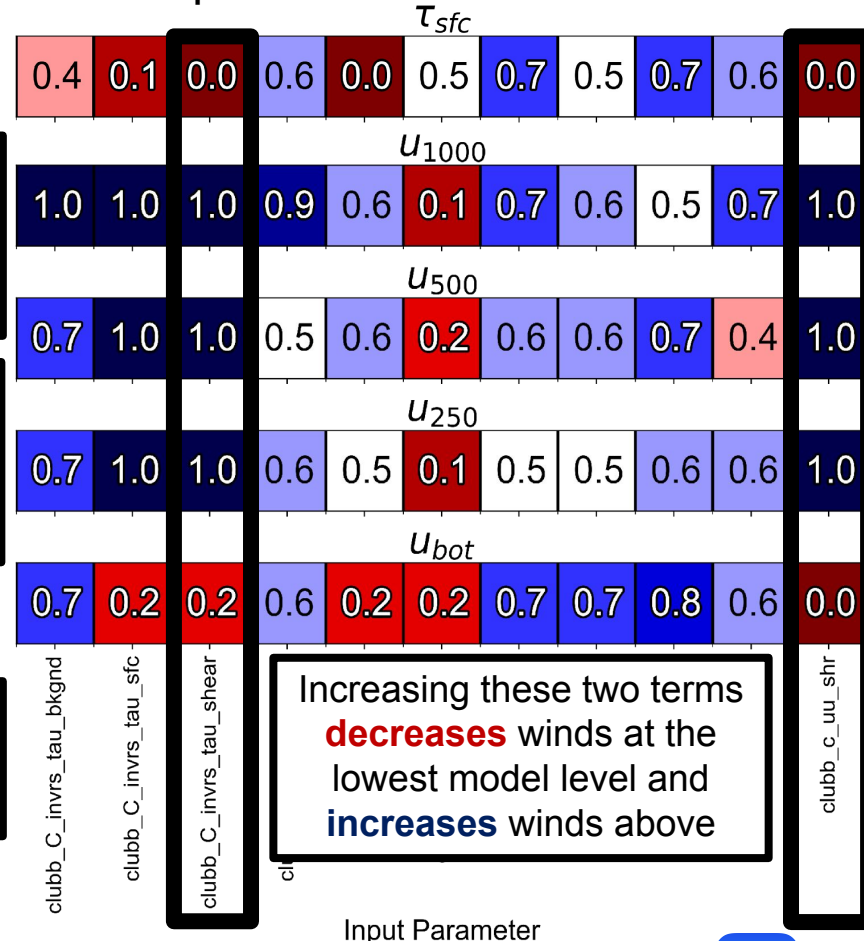 τsfc
0.4 0.1 0.0 0.6 0.0 0.5 0.7 0.5 0.7 0.6 0.0
u1000
1.0 1.0 1.0 0.9 0.6 0.1 0.7 0.6 0.5 0.7 1.0
u500
0.7 1.0 1.0 0.5 0.6 0.2 0.6 0.6 0.7 0.4 1.0
u250
0.7 1.0 1.0 0.6 0.5 0.1 0.5 0.5 0.6 0.6 1.0
ubot
0.7 0.2 0.2 0.6 0.2 0.2 0.7 0.7 0.8 0.6 0.0
clubb_C_invrs_tau_bkgnd
clubb_C_invrs_tau_sfc
clubb_C_invrs_tau_shear
Increasing these two terms
decreases winds at the
lowest model level and
increases winds above
clubb_c_uu_shr
Input Parameter